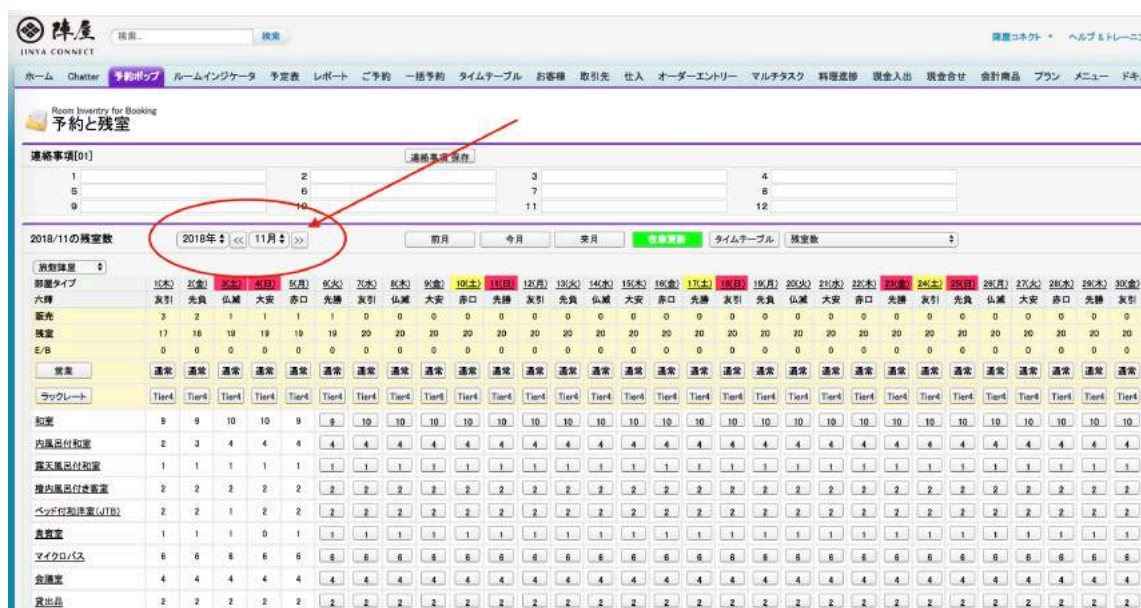 陣屋
JINYA CONNECT
検索...
検索
陣屋コネクト
ヘルプ & トレーニング
ホーム Chatter 予約ポップ ルームインジケータ 予定表 レポート ご予約 一括予約 タイムテーブル お客様 取引先 仕入 オーダーエントリー マルチタスク 料理進捗 現金入出 現金合せ 会計商品 プラン メニュー ドキ
Room Inventry for Booking
予約と残室
連絡事項[01] 連絡事項 保存
1 2 3 4
5 6 7 8
9 10 11 12
2018/11の残室数 2018年 << 11月 >> 前月 今月 来月 在庫更新 タイムテーブル 残室数
旅館陣屋
部屋タイプ 1(木) 2(金) 3(土) 4(日) 5(月) 6(火) 7(水) 8(木) 9(金) 10(土) 11(日) 12(月) 13(火) 14(水) 15(木) 16(金) 17(土) 18(日) 19(月) 20(火) 21(水) 22(木) 23(金) 24(土) 25(日) 26(月) 27(火) 28(水) 29(木) 30(金)
六輝 友引 先負 仏滅 大安 赤口 先勝 友引 仏滅 大安 赤口 先勝 友引 先負 仏滅 大安 赤口 先勝 友引 先負 仏滅 大安 赤口 先勝 友引 先負 仏滅 大安 赤口 先勝 友引
販売 3 2 1 1 1 1 0 0 0 0 0 0 0 0 0 0 0 0 0 0 0 0 0 0 0 0 0 0 0 0
残室 17 18 19 19 19 19 20 20 20 20 20 20 20 20 20 20 20 20 20 20 20 20 20 20 20 20 20 20 20 20
E/B 0 0 0 0 0 0 0 0 0 0 0 0 0 0 0 0 0 0 0 0 0 0 0 0 0 0 0 0 0 0
営業 通常 通常 通常 通常 通常 通常 通常 通常 通常 通常 通常 通常 通常 通常 通常 通常 通常 通常 通常 通常 通常 通常 通常 通常 通常 通常 通常 通常 通常 通常
ラックレート Tier4 Tier4 Tier4 Tier4 Tier4 Tier4 Tier4 Tier4 Tier4 Tier4 Tier4 Tier4 Tier4 Tier4 Tier4 Tier4 Tier4 Tier4 Tier4 Tier4 Tier4 Tier4 Tier4 Tier4 Tier4 Tier4 Tier4 Tier4 Tier4 Tier4
和室 9 9 10 10 9 9 10 10 10 10 10 10 10 10 10 10 10 10 10 10 10 10 10 10 10 10 10 10 10 10
内風呂付和室 2 3 4 4 4 4 4 4 4 4 4 4 4 4 4 4 4 4 4 4 4 4 4 4 4 4 4 4 4 4
露天風呂付和室 1 1 1 1 1 1 1 1 1 1 1 1 1 1 1 1 1 1 1 1 1 1 1 1 1 1 1 1 1 1
檜内風呂付き客室 2 2 2 2 2 2 2 2 2 2 2 2 2 2 2 2 2 2 2 2 2 2 2 2 2 2 2 2 2 2
ベッド付和洋室(JTB) 2 2 1 2 2 2 2 2 2 2 2 2 2 2 2 2 2 2 2 2 2 2 2 2 2 2 2 2 2 2
貴賓室 1 1 1 0 1 1 1 1 1 1 1 1 1 1 1 1 1 1 1 1 1 1 1 1 1 1 1 1 1 1
マイクロバス 6 6 6 6 6 6 6 6 6 6 6 6 6 6 6 6 6 6 6 6 6 6 6 6 6 6 6 6 6 6
会議室 4 4 4 4 4 4 4 4 4 4 4 4 4 4 4 4 4 4 4 4 4 4 4 4 4 4 4 4 4 4
貸出品 2 2 2 2 2 2 2 2 2 2 2 2 2 2 2 2 2 2 2 2 2 2 2 2 2 2 2 2 2 2